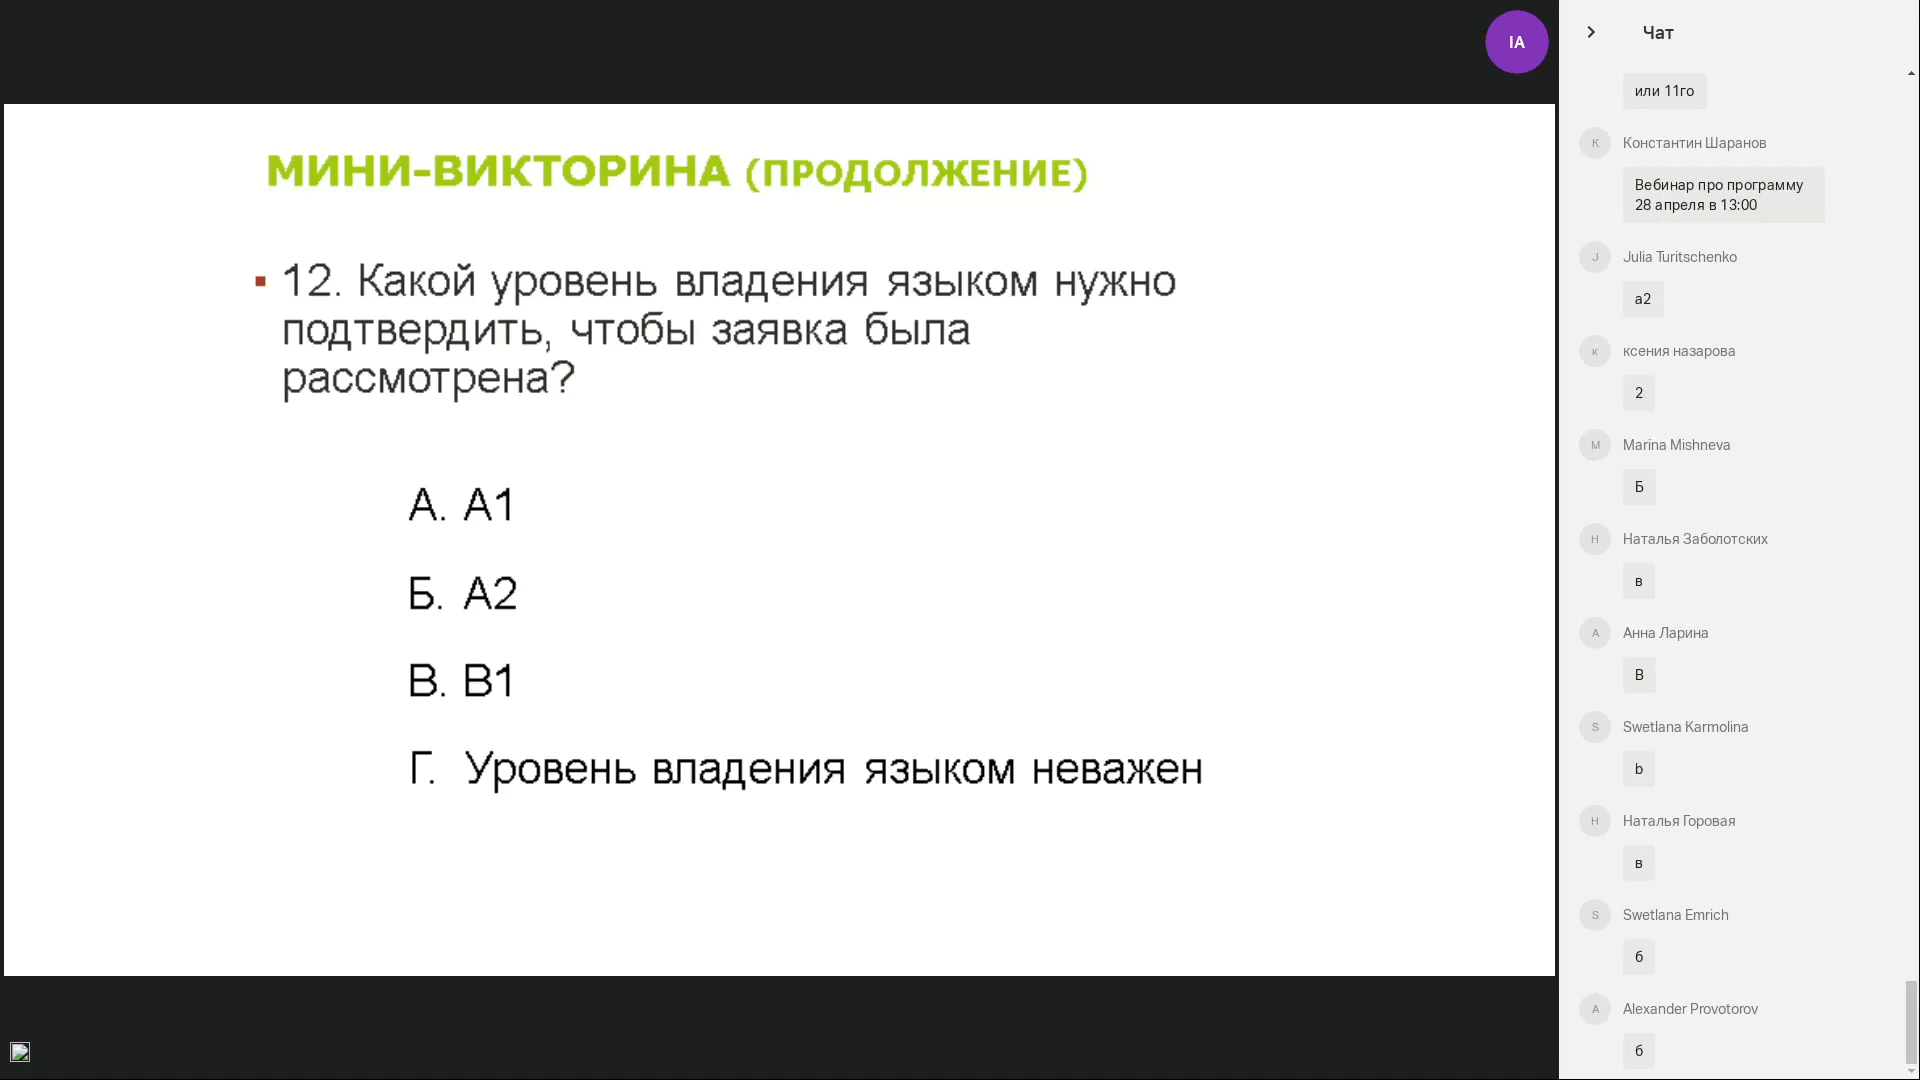 IA
МИНИ-ВИКТОРИНА (ПРОДОЛЖЕНИЕ)
12. Какой уровень владения языком нужно
подтвердить, чтобы заявка была
рассмотрена?
А. А1
Б. А2
В. В1
Г. Уровень владения языком неважен
Чат
или 11го
К
Константин Шаранов
Вебинар про программу
28 апреля в 13:00
J
Julia Turitschenko
а2
к
ксения назарова
2
M
Marina Mishneva
Б
Н
Наталья Заболотских
в
А
Анна Ларина
В
S
Swetlana Karmolina
b
Н
Наталья Горовая
в
S
Swetlana Emrich
б
A
Alexander Provotorov
б